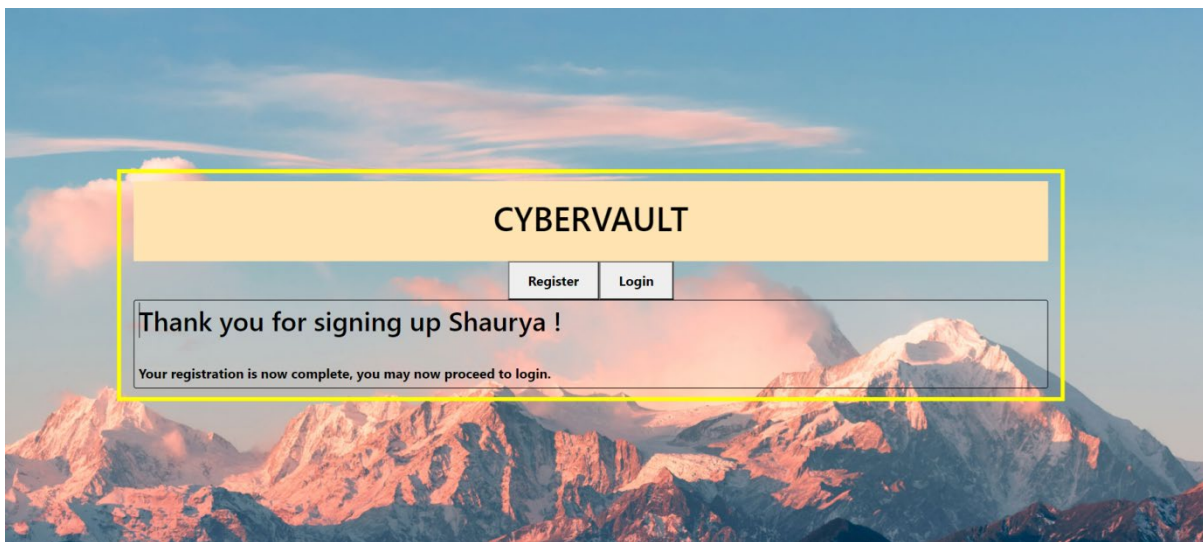 CYBERVAULT
Register Login
Thank you for signing up Shaurya !
Your registration is now complete, you may now proceed to login.